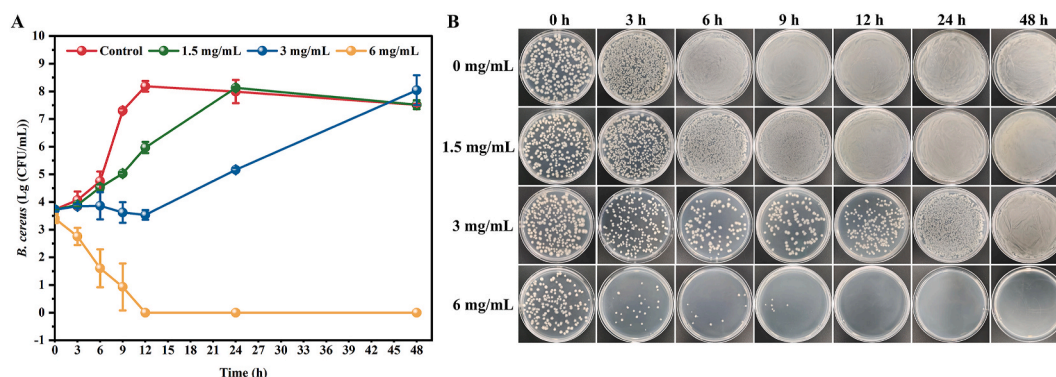 A
Control 1.5 mg/mL 3 mg/mL 6 mg/mL
B. cereus (Lg (CFU/mL))
10
9
8
7
6
5
4
3
2
1
0
-1
0 3 6 9 12 15 18 21 24 27 30 33 36 39 42 45 48
Time (h)
B
0 h 3 h 6 h 9 h 12 h 24 h 48 h
0 mg/mL
1.5 mg/mL
3 mg/mL
6 mg/mL